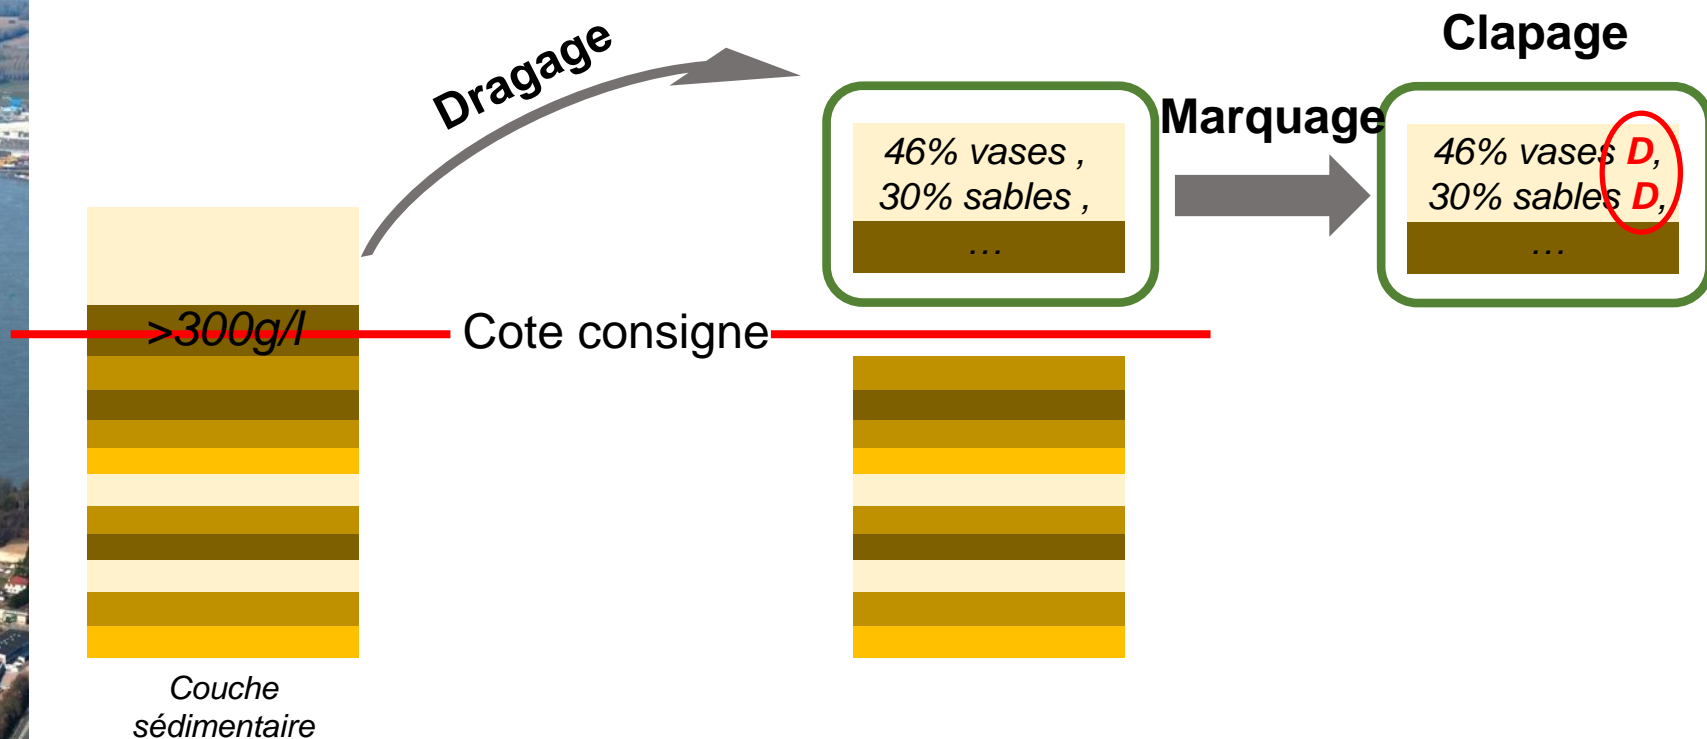 Dragage
Clapage
Marquage
46% vases ,
30% sables ,
…
46% vases D,
30% sables D,
…
>300g/l
Cote consigne
Couche
sédimentaire